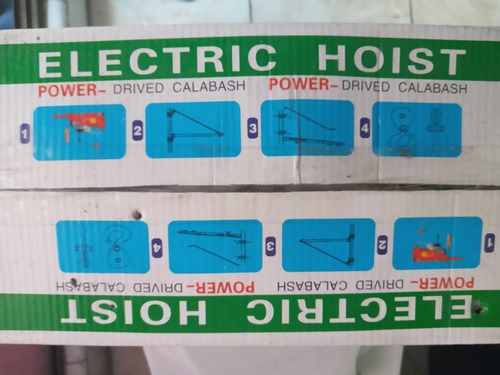 ELECTRIC HOIST
POWER- DRIVED CALABASH POWER- DRIVED CALABASH
1 2 3 4
4 3 2 1
POWER- DRIVED CALABASH POWER- DRIVED CALABASH
ELECTRIC HOIST